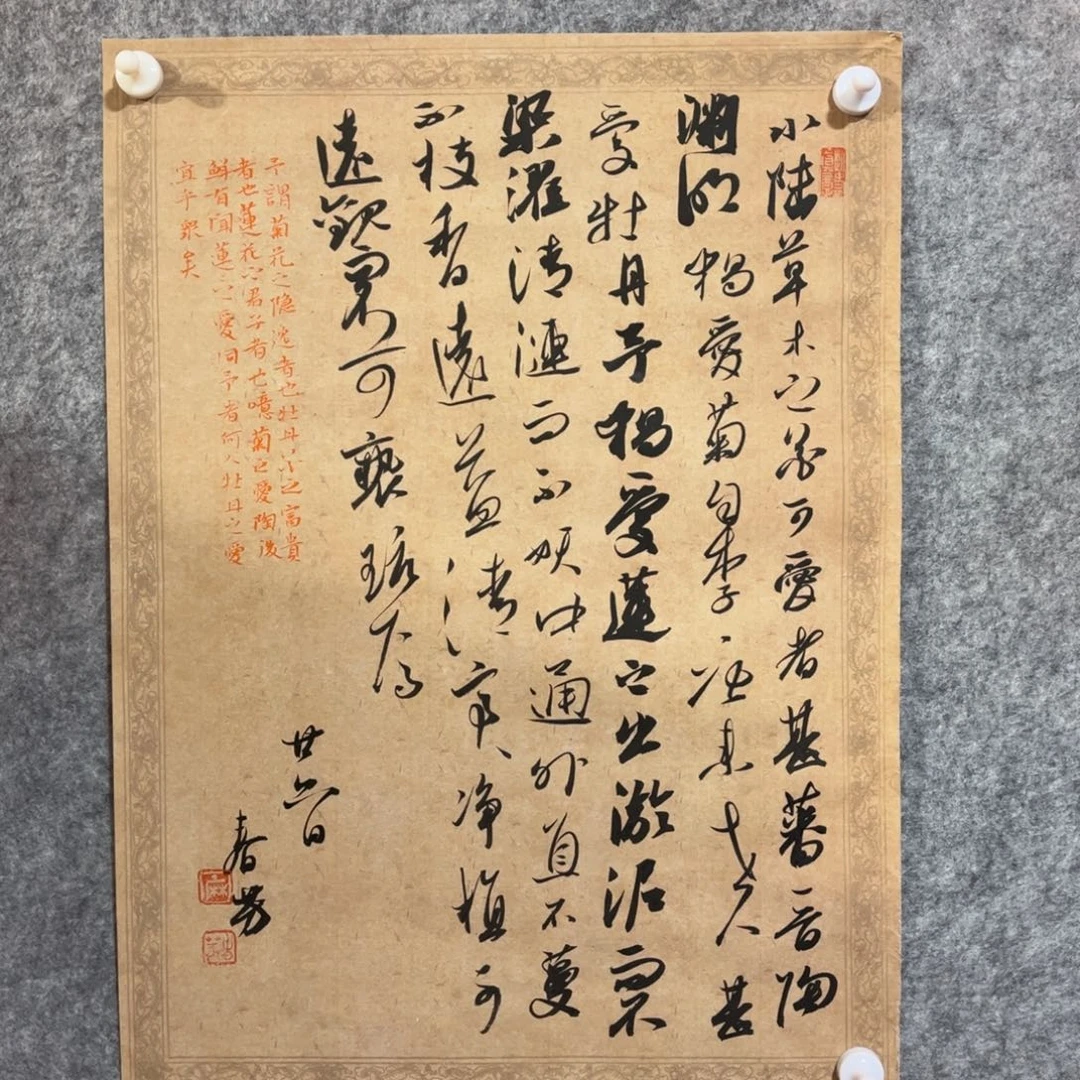 水陸草木之花可愛者甚蕃晋陶
淵明獨愛菊自李唐来世人甚
愛牡丹予獨愛蓮之出淤泥而不
染濯清漣而不妖中通外直不蔓
不枝香遠益清亭亭净植可
遠觀而不可褻玩焉
予謂菊花之隐逸者也牡丹花之富貴
者也蓮花之君子者也噫菊之愛陶後
鮮有聞蓮之愛同予者何人牡丹之愛
宜乎衆矣
廿六日
春芳
麻